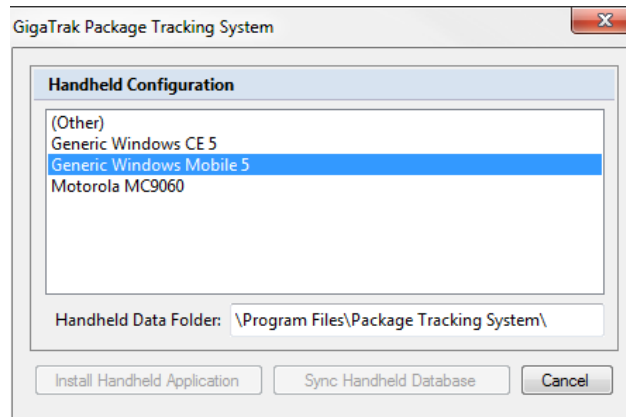 GigaTrak Package Tracking System
Handheld Configuration
(Other)
Generic Windows CE 5
Generic Windows Mobile 5
Motorola MC9060
Handheld Data Folder: \Program Files\Package Tracking System\
Install Handheld Application Sync Handheld Database Cancel